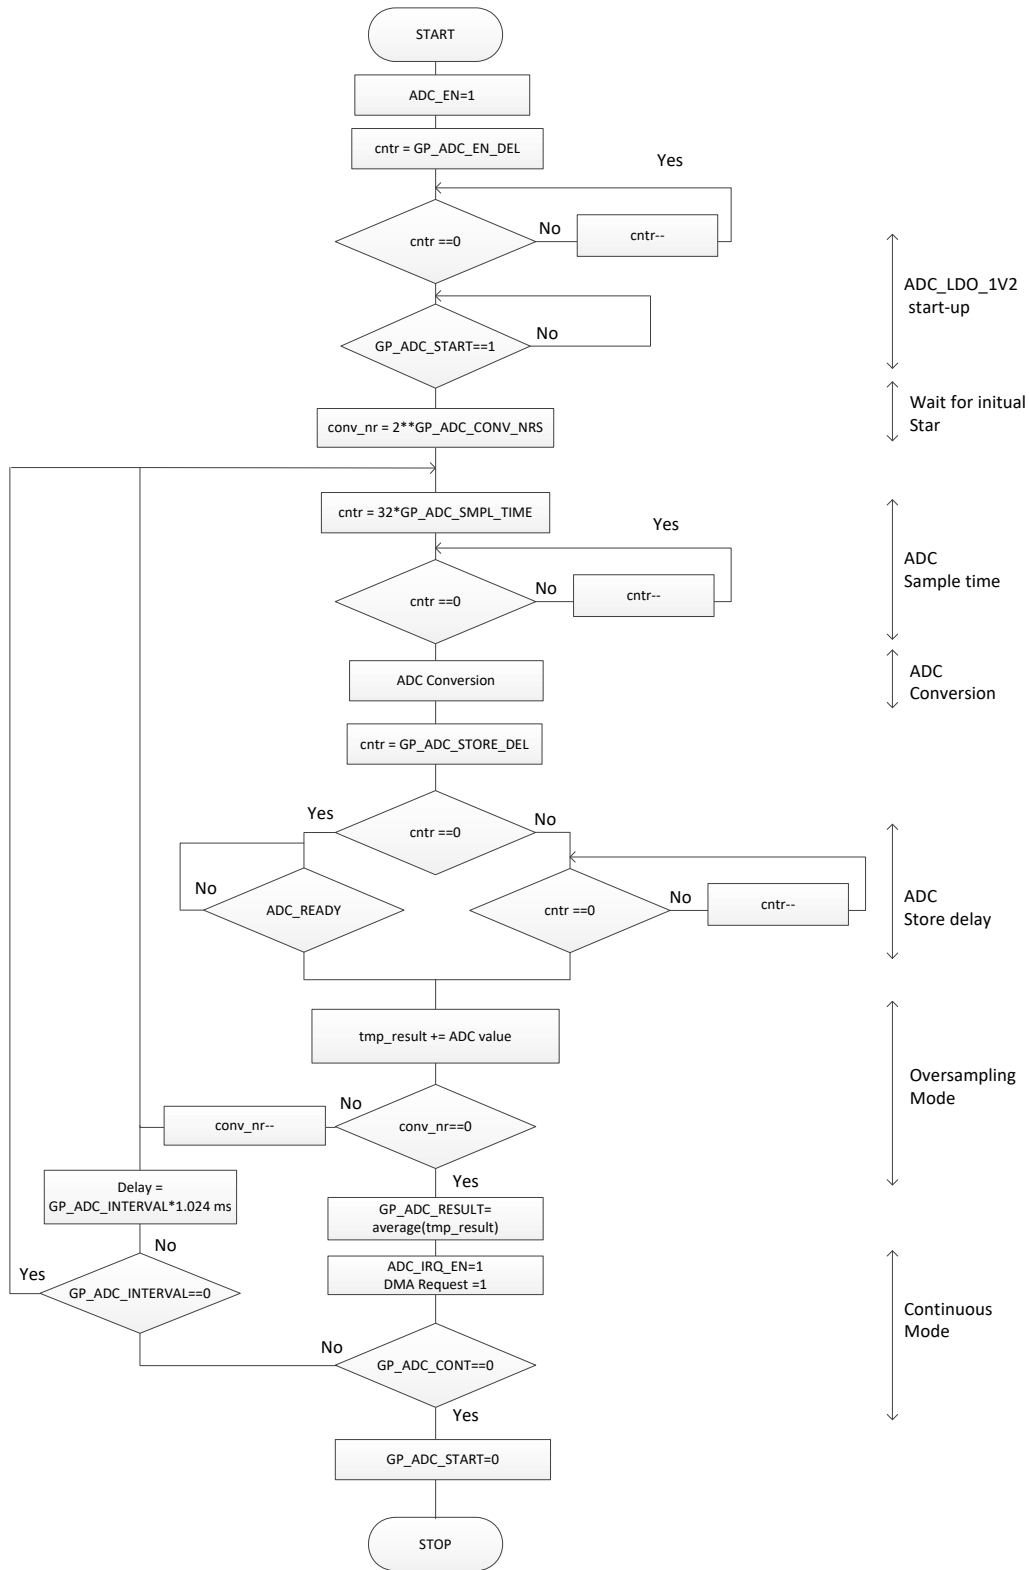 START
ADC_EN=1
cntr = GP_ADC_EN_DEL
Yes
cntr ==0
No
cntr--
ADC_LDO_1V2
start-up
GP_ADC_START==1
No
conv_nr = 2**GP_ADC_CONV_NRS
Wait for initual
Star
cntr = 32*GP_ADC_SMPL_TIME
Yes
cntr ==0
No
cntr--
ADC
Sample time
ADC Conversion
ADC
Conversion
cntr = GP_ADC_STORE_DEL
Yes
cntr ==0
No
No
ADC_READY
cntr ==0
No
cntr--
ADC
Store delay
tmp_result += ADC value
conv_nr--
No
conv_nr==0
Oversampling
Mode
Yes
Delay =
GP_ADC_INTERVAL*1.024 ms
GP_ADC_RESULT=
average(tmp_result)
No
ADC_IRQ_EN=1
DMA Request =1
Yes
GP_ADC_INTERVAL==0
Continuous
Mode
No
GP_ADC_CONT==0
Yes
GP_ADC_START=0
STOP